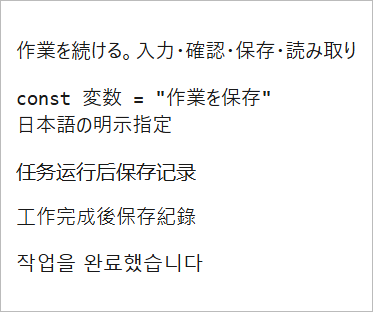 作業を続ける。入力・確認・保存・読み取り
const 変数 = "作業を保存"
日本語の明示指定
任务运行后保存记录
工作完成後保存紀錄
작업을 완료했습니다